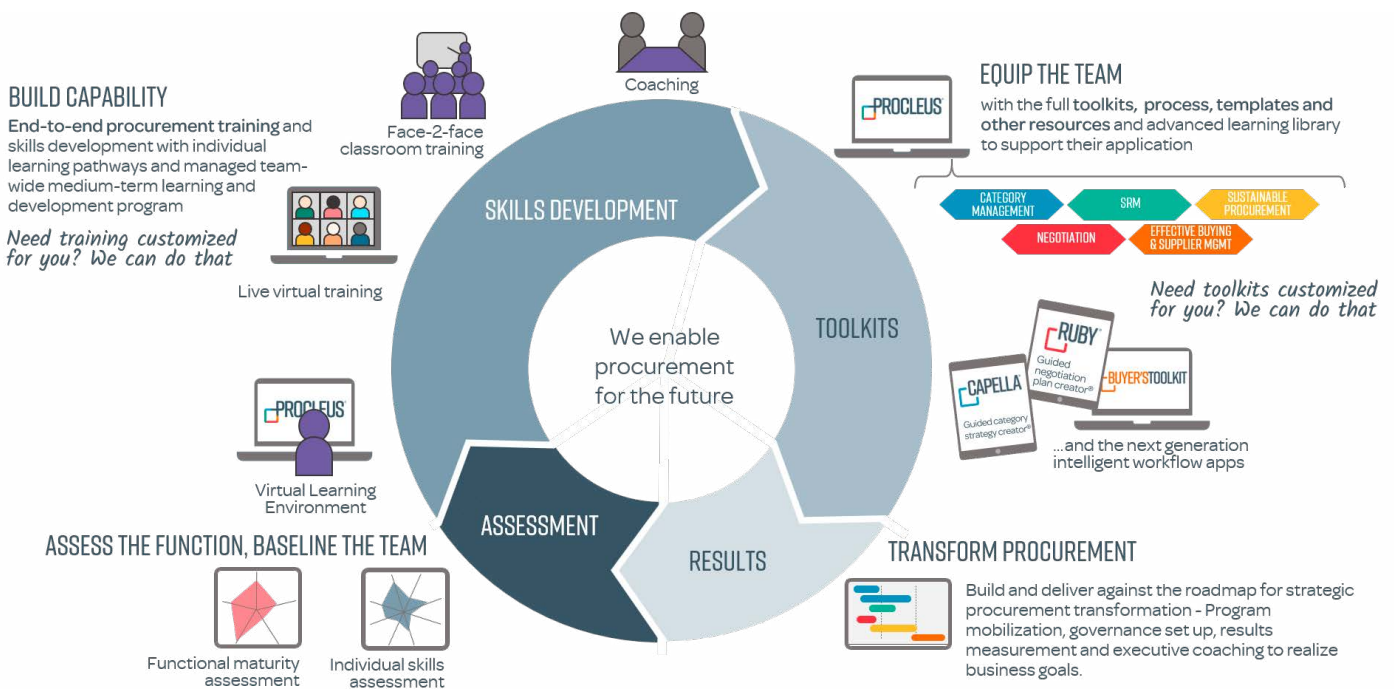 Coaching
Face-2-face
classroom training
BUILD CAPABILITY
End-to-end procurement training and
skills development with individual
learning pathways and managed team-
wide medium-term learning and
development program
Need training customized
for you? We can do that
Live virtual training
PROCLEUS
Virtual Learning
Environment
EQUIP THE TEAM
with the full toolkits, process, templates and
other resources and advanced learning library
to support their application
PROCLEUS®
CATEGORY
MANAGEMENT
SRM
SUSTAINABLE
PROCUREMENT
NEGOTIATION
EFFECTIVE BUYING
& SUPPLIER MGMT
Need toolkits customized
for you? We can do that
RUBY®
Guided
negotiation
plan creator®
CAPELLA®
Guided category
strategy creator®
BUYER'STOOLKIT
...and the next generation
intelligent workflow apps
SKILLS DEVELOPMENT
TOOLKITS
We enable
procurement
for the future
ASSESSMENT
RESULTS
ASSESS THE FUNCTION, BASELINE THE TEAM
Functional maturity
assessment
Individual skills
assessment
TRANSFORM PROCUREMENT
Build and deliver against the roadmap for strategic
procurement transformation - Program
mobilization, governance set up, results
measurement and executive coaching to realize
business goals.